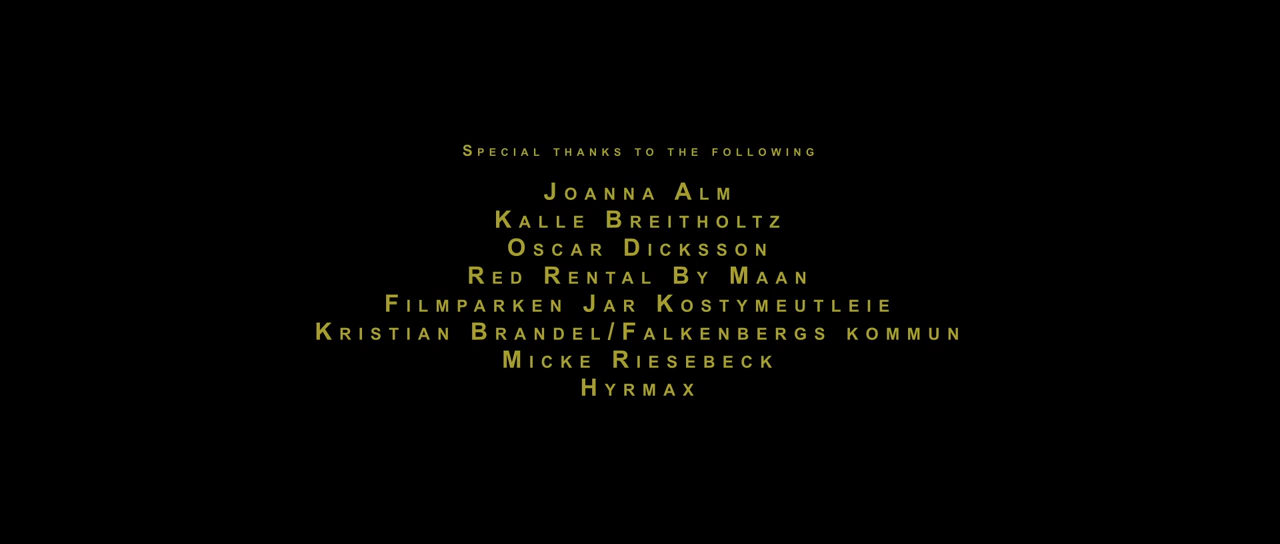 Special thanks to the following
Joanna Alm
Kalle Breitholtz
Oscar Dicksson
Red Rental By Maan
Filmparken Jar Kostymeutleie
Kristian Brandel/Falkenbergs kommun
Micke Riesebeck
Hyrmax